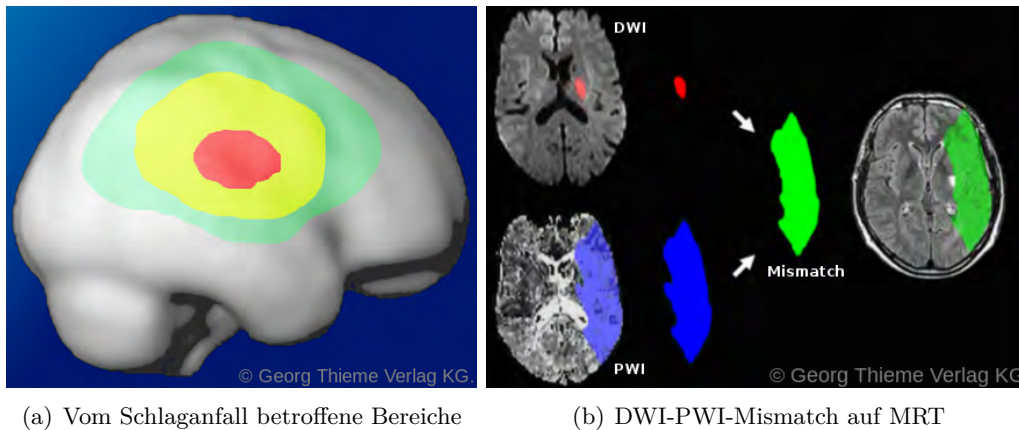 DWI
Mismatch
PWI
© Georg Thieme Verlag KG.
© Georg Thieme Verlag KG
(a) Vom Schlaganfall betroffene Bereiche
(b) DWI-PWI-Mismatch auf MRT